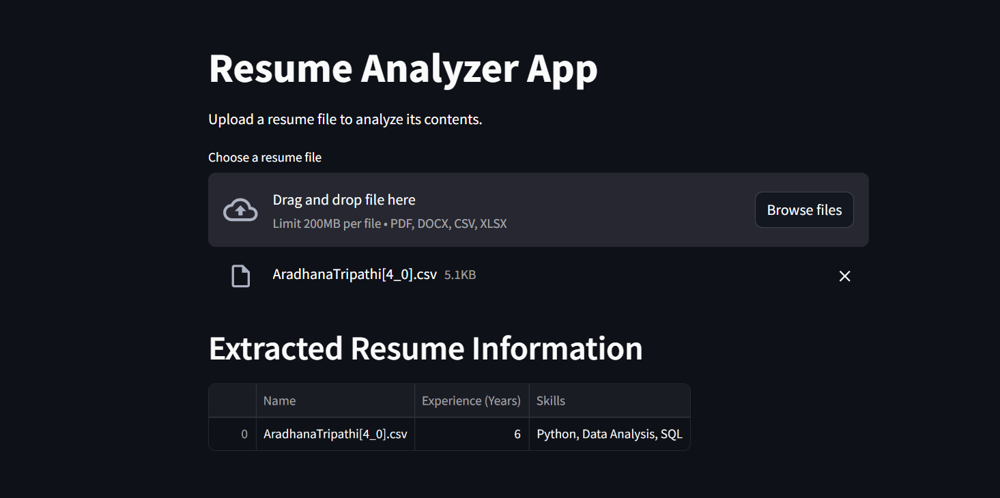 Resume Analyzer App
Upload a resume file to analyze its contents.
Choose a resume file
Drag and drop file here
Limit 200MB per file • PDF, DOCX, CSV, XLSX
Browse files
AradhanaTripathi[4_0].csv 5.1KB
Extracted Resume Information
Name Experience (Years) Skills
0 AradhanaTripathi[4_0].csv 6 Python, Data Analysis, SQL